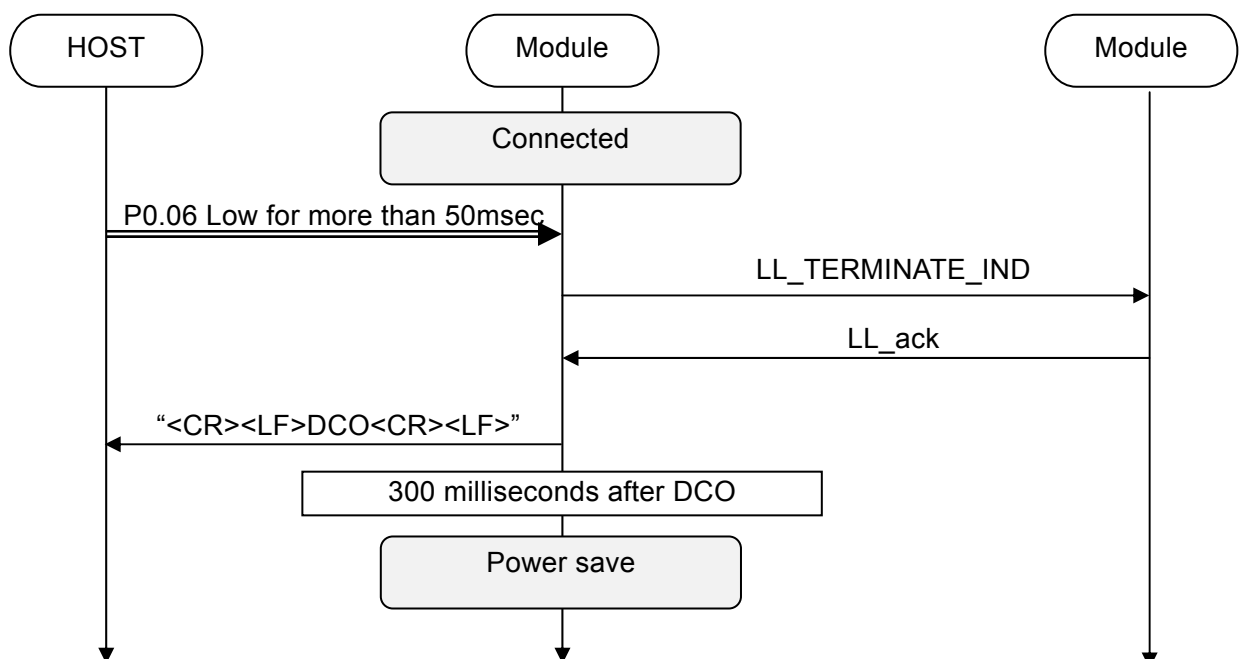 HOST
Module
Module
Connected
P0.06 Low for more than 50msec
LL_TERMINATE_IND
LL_ack
“<CR><LF>DCO<CR><LF>”
300 milliseconds after DCO
Power save